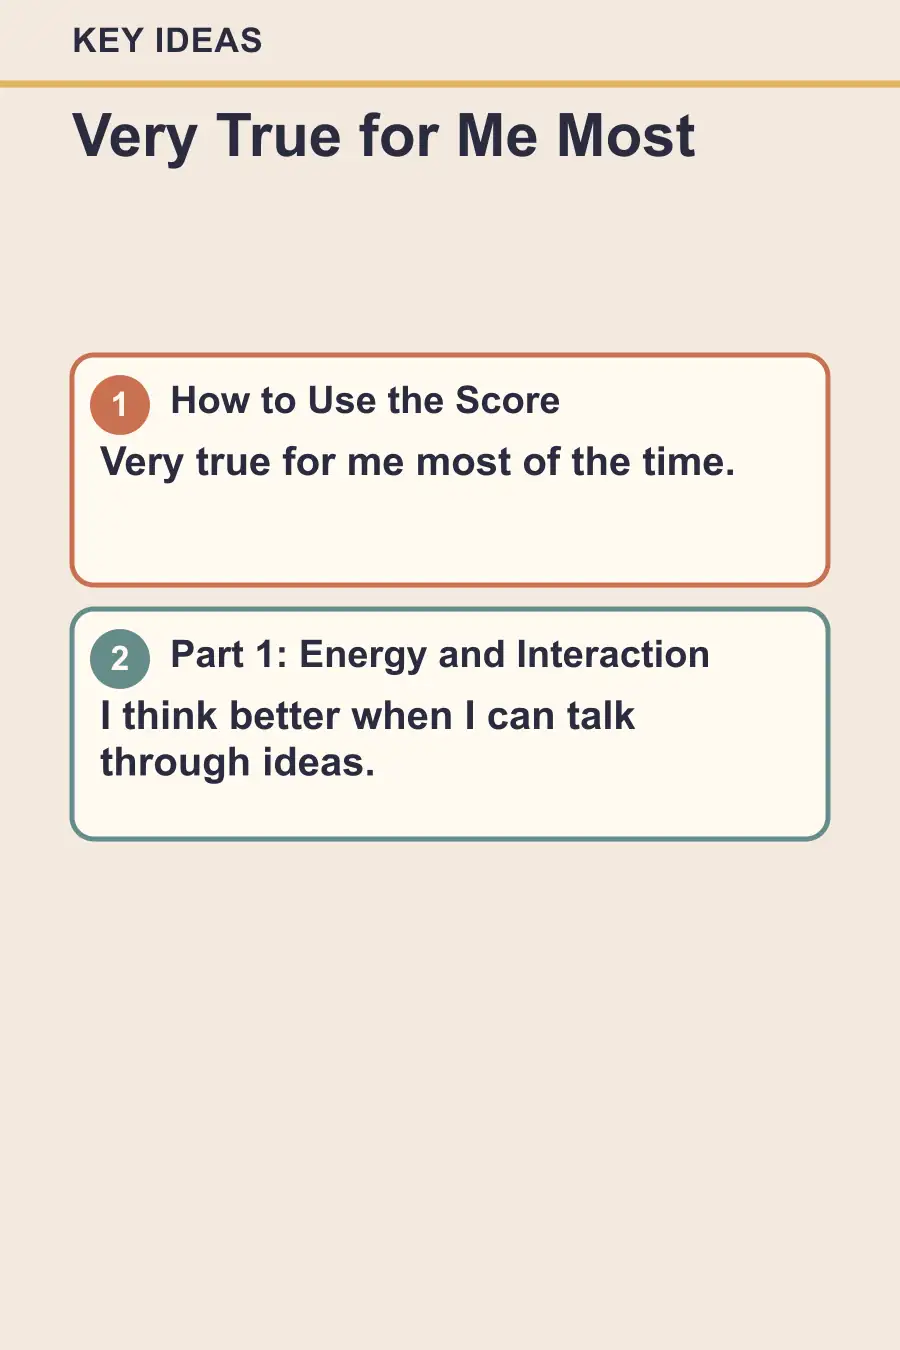 KEY IDEAS
Very True for Me Most
1 How to Use the Score
Very true for me most of the time.
2 Part 1: Energy and Interaction
I think better when I can talk
through ideas.